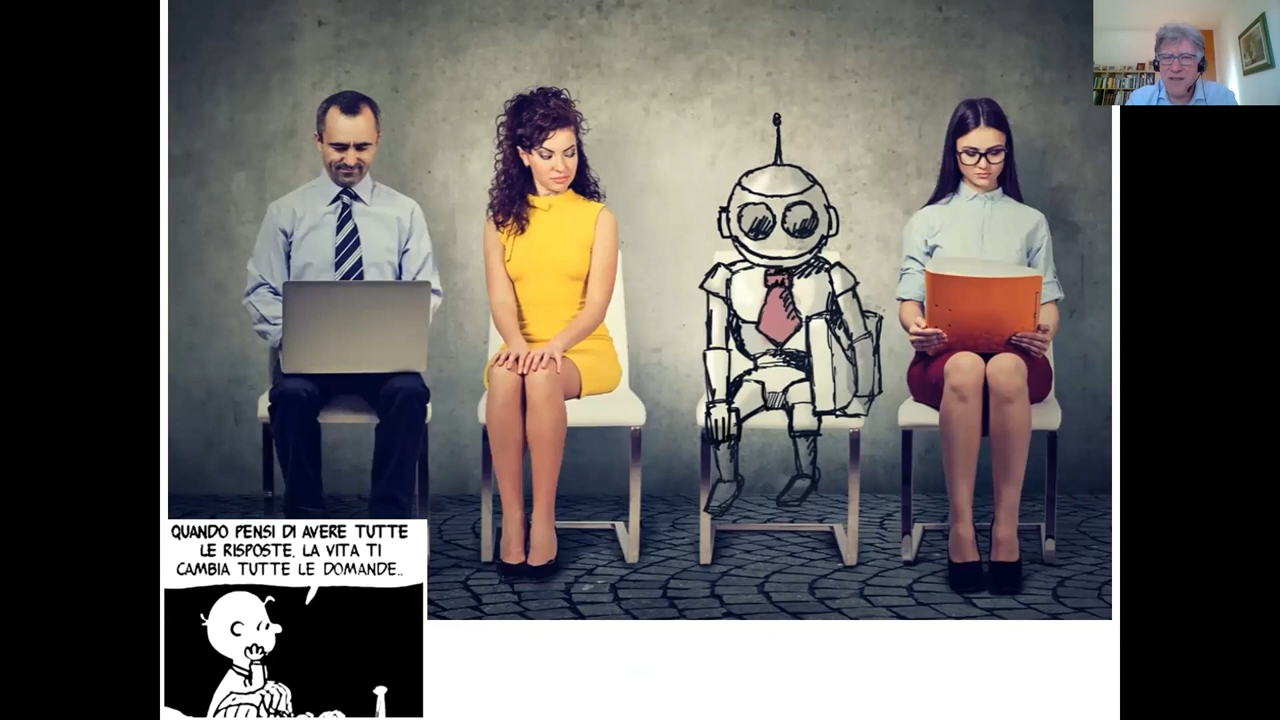 QUANDO PENSI DI AVERE TUTTE
LE RISPOSTE, LA VITA TI
CAMBIA TUTTE LE DOMANDE..